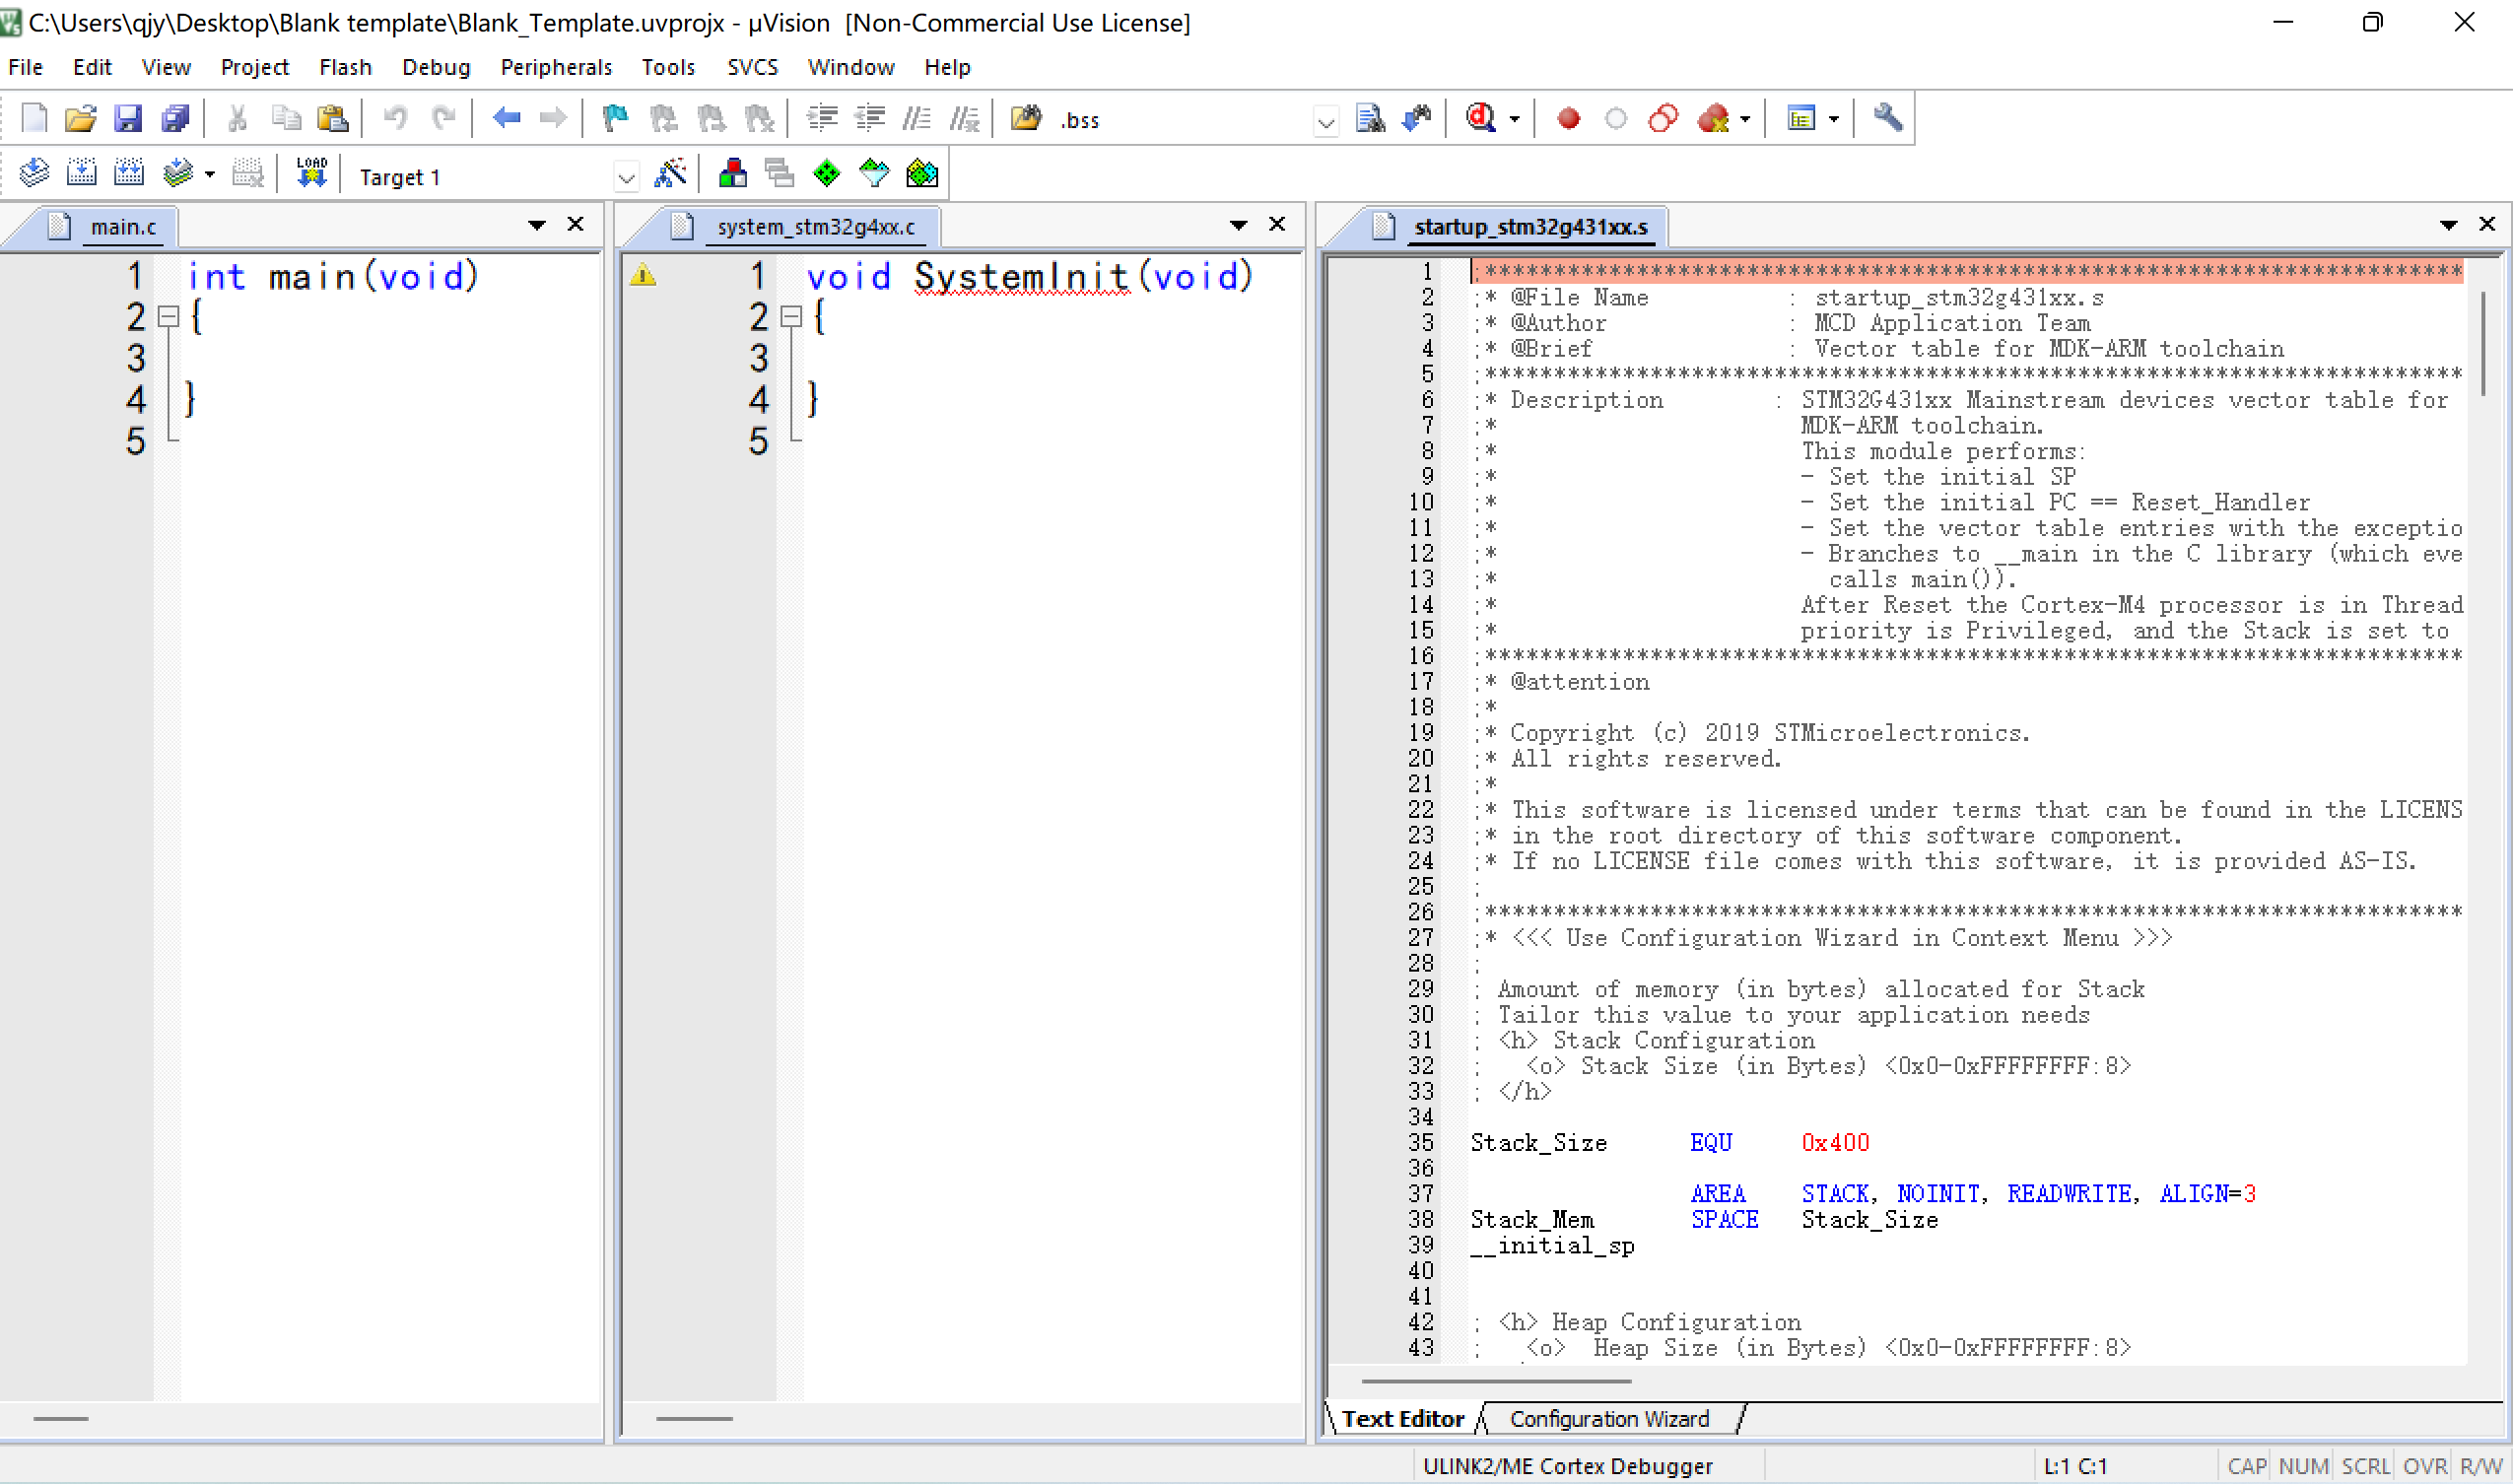 C:\Users\qjy\Desktop\Blank template\Blank_Template.uvprojx - µVision [Non-Commercial Use License]
File Edit View Project Flash Debug Peripherals Tools SVCS Window Help
.bss
LOAD Target 1
main.c
1 int main(void)
2 {
3
4 }
5
system_stm32g4xx.c
1 void SystemInit(void)
2 {
3
4 }
5
startup_stm32g431xx.s
1 ;***********************************************************************
2 ;* @File Name : startup_stm32g431xx.s
3 ;* @Author : MCD Application Team
4 ;* @Brief : Vector table for MDK-ARM toolchain
5 ;***********************************************************************
6 ;* Description : STM32G431xx Mainstream devices vector table for
7 ;* MDK-ARM toolchain.
8 ;* This module performs:
9 ;* - Set the initial SP
10 ;* - Set the initial PC == Reset_Handler
11 ;* - Set the vector table entries with the exceptio
12 ;* - Branches to __main in the C library (which eve
13 ;* calls main()).
14 ;* After Reset the Cortex-M4 processor is in Thread
15 ;* priority is Privileged, and the Stack is set to
16 ;***********************************************************************
17 ;* @attention
18 ;*
19 ;* Copyright (c) 2019 STMicroelectronics.
20 ;* All rights reserved.
21 ;*
22 ;* This software is licensed under terms that can be found in the LICENS
23 ;* in the root directory of this software component.
24 ;* If no LICENSE file comes with this software, it is provided AS-IS.
25 ;
26 ;***********************************************************************
27 ;* <<< Use Configuration Wizard in Context Menu >>>
28 ;
29 ; Amount of memory (in bytes) allocated for Stack
30 ; Tailor this value to your application needs
31 ; <h> Stack Configuration
32 ; <o> Stack Size (in Bytes) <0x0-0xFFFFFFFF:8>
33 ; </h>
34
35 Stack_Size EQU 0x400
36
37 AREA STACK, NOINIT, READWRITE, ALIGN=3
38 Stack_Mem SPACE Stack_Size
39 __initial_sp
40
41
42 ; <h> Heap Configuration
43 ; <o> Heap Size (in Bytes) <0x0-0xFFFFFFFF:8>
Text Editor Configuration Wizard
ULINK2/ME Cortex Debugger L:1 C:1 CAP NUM SCRL OVR R/W